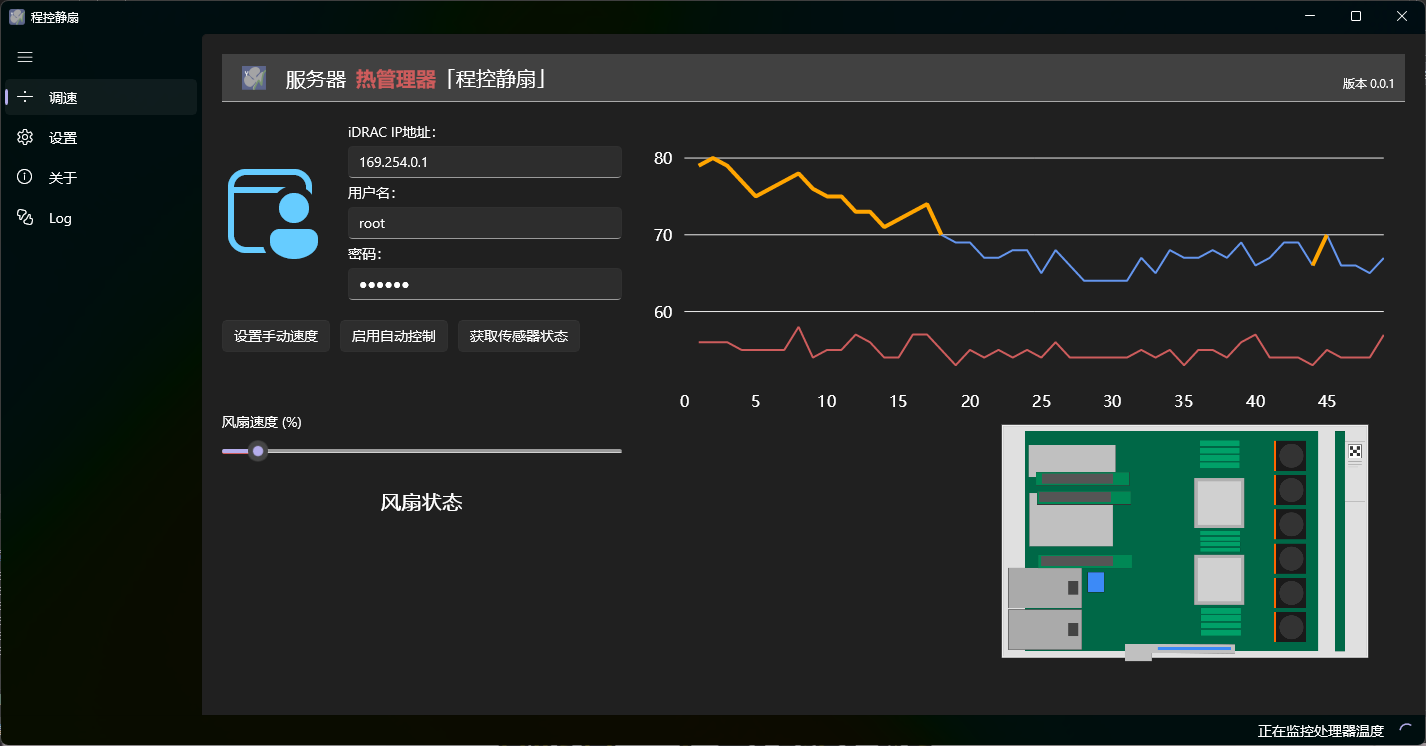 程控静扇
调速
设置
关于
Log
服务器 热管理器「程控静扇」
版本 0.0.1
iDRAC IP地址：
169.254.0.1
用户名：
root
密码：
●●●●●●
设置手动速度 启用自动控制 获取传感器状态
风扇速度 (%)
风扇状态
80
70
60
0 5 10 15 20 25 30 35 40 45
正在监控处理器温度